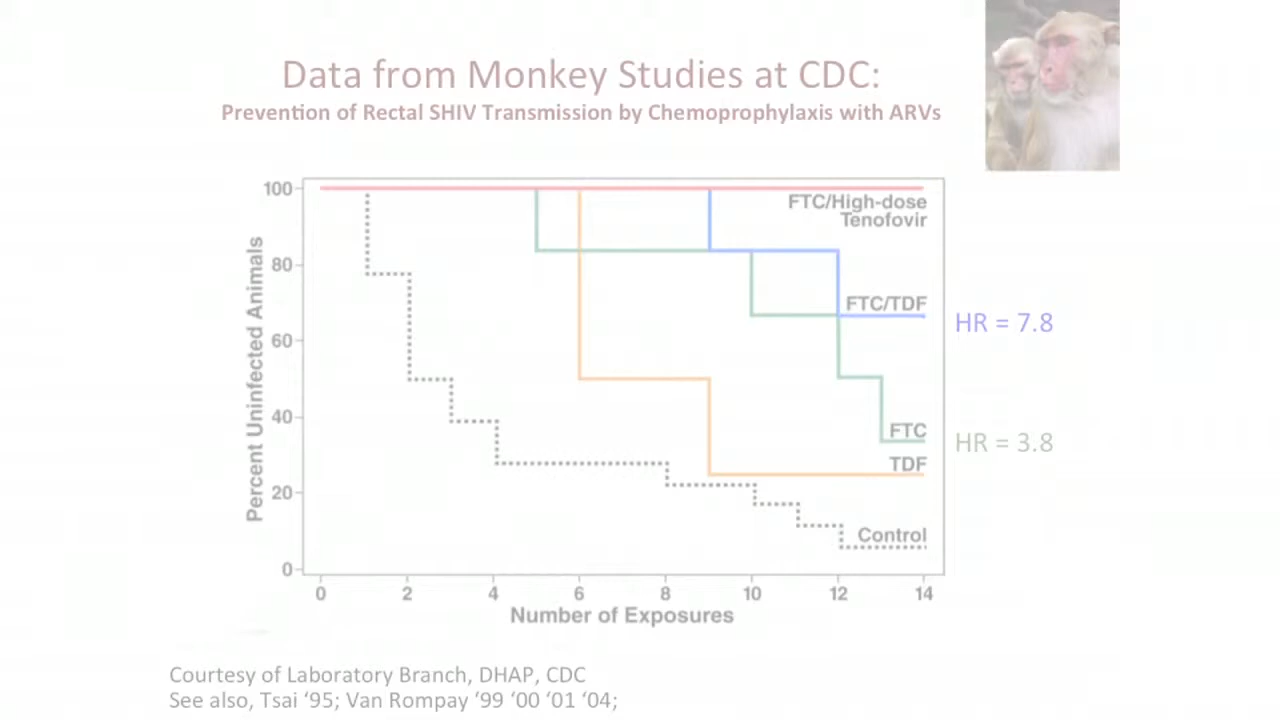 Data from Monkey Studies at CDC:
Prevention of Rectal SHIV Transmission by Chemoprophylaxis with ARVs
Percent Uninfected Animals
100
80
60
40
20
0
FTC/High-dose
Tenofovir
FTC/TDF
HR = 7.8
FTC
HR = 3.8
TDF
Control
0 2 4 6 8 10 12 14
Number of Exposures
Courtesy of Laboratory Branch, DHAP, CDC
See also, Tsai ‘95; Van Rompay ‘99 ‘00 ‘01 ‘04;